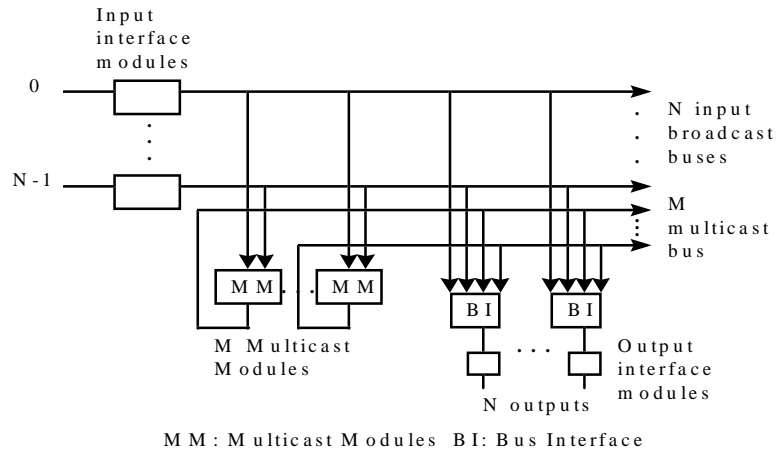 Input
interface
modules
0
N input
broadcast
buses
N-1
M
multicast
bus
MM
MM
BI
BI
M Multicast
Modules
Output
interface
modules
N outputs
MM: Multicast Modules BI: Bus Interface